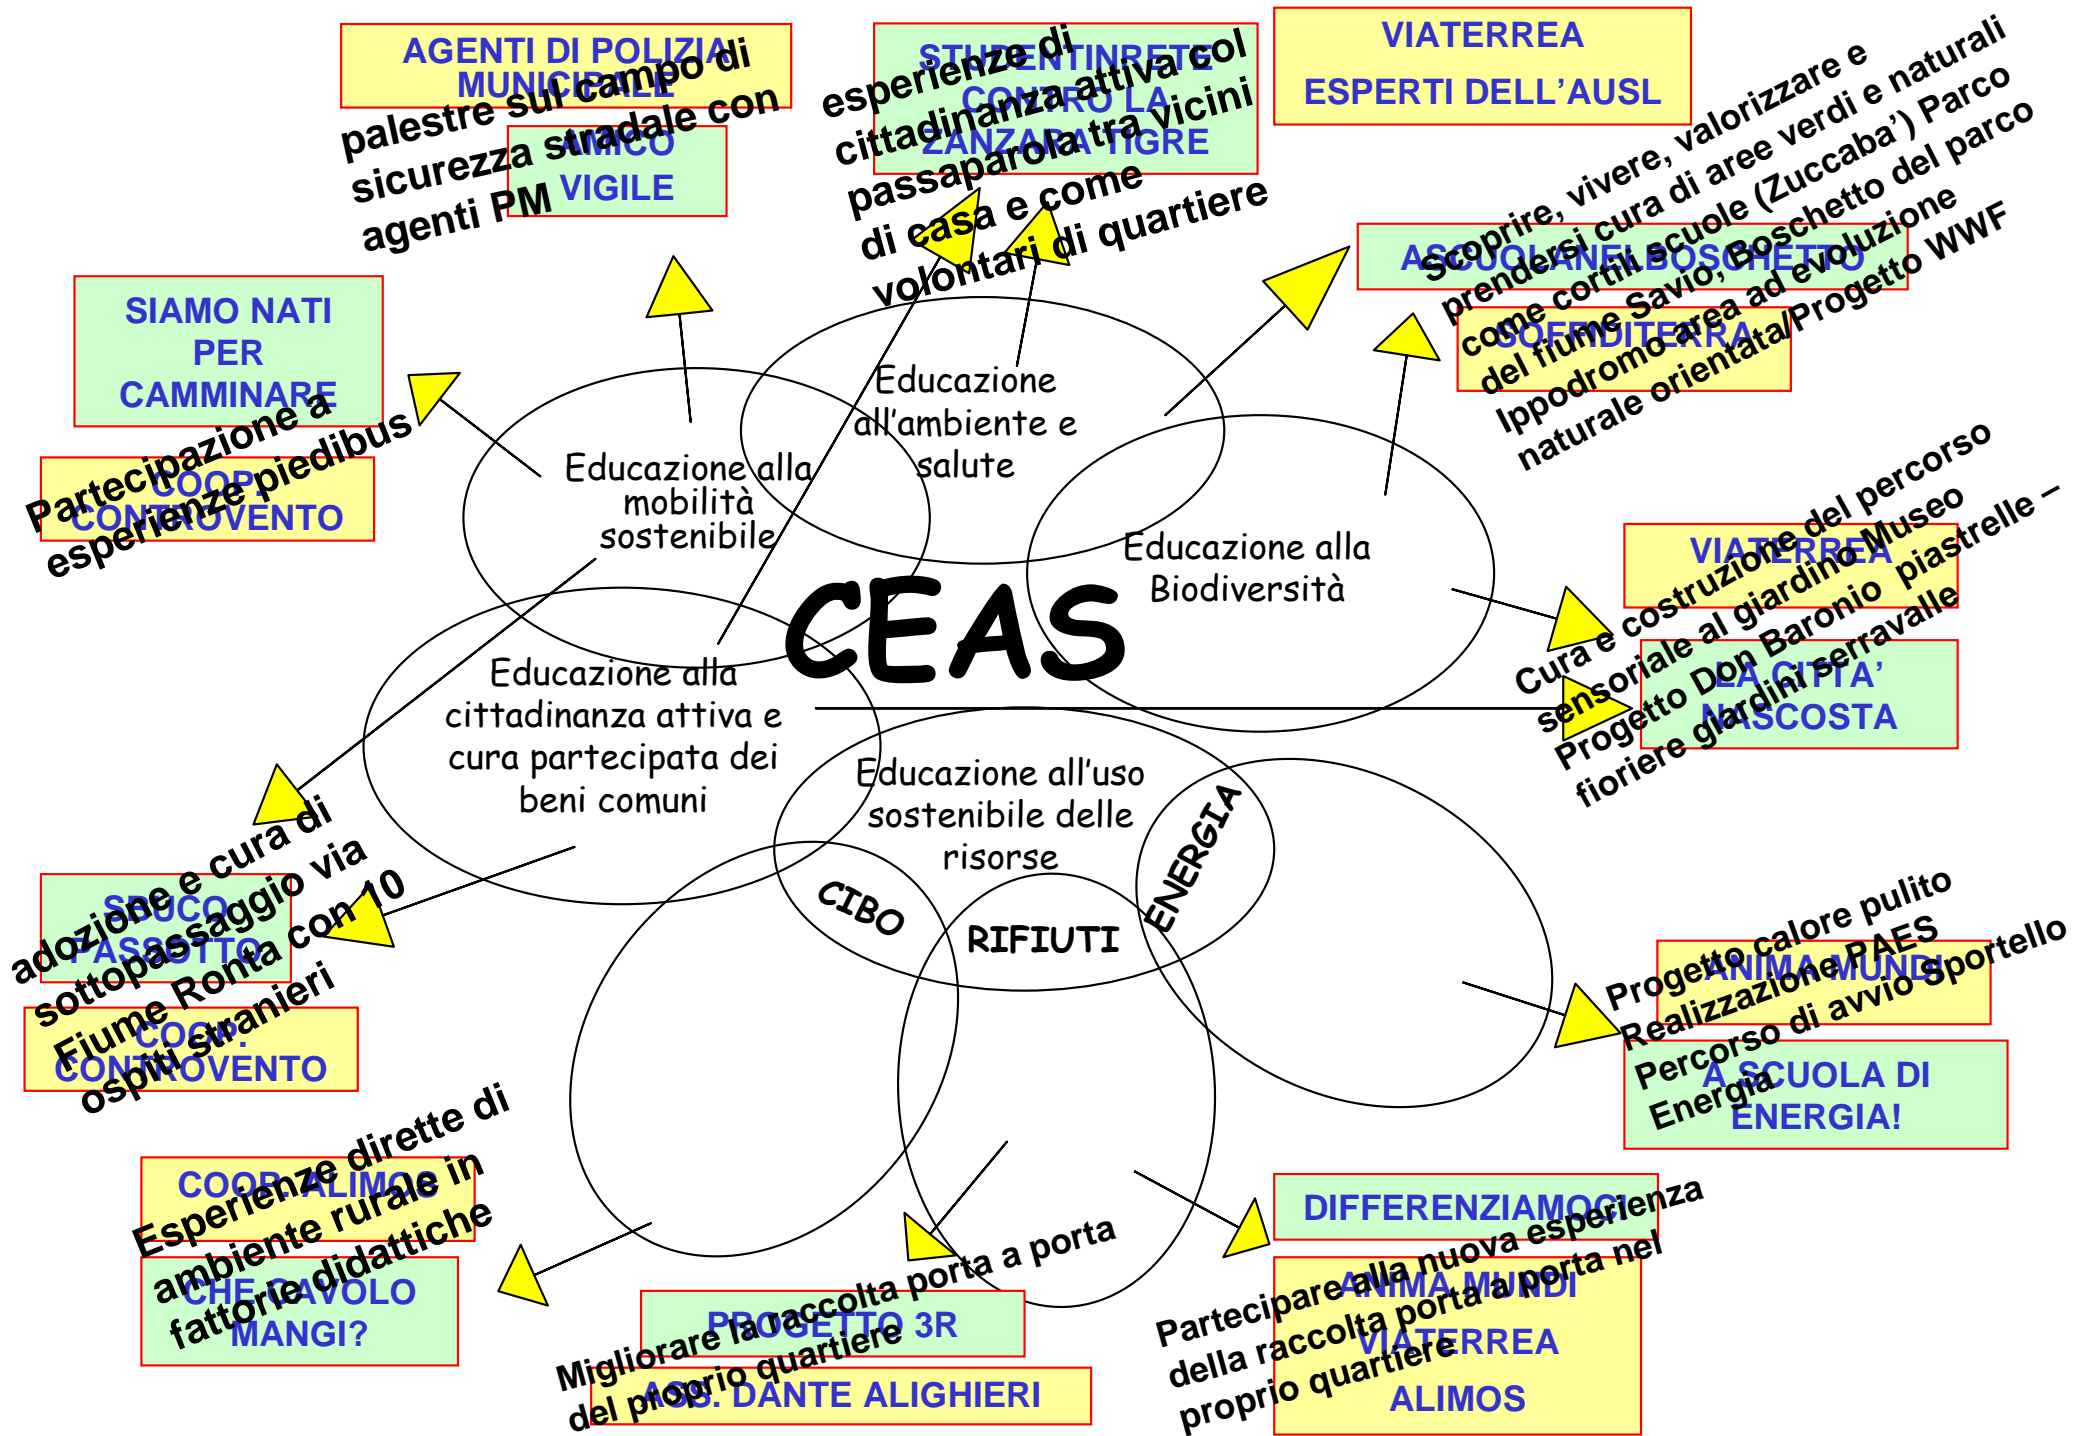 AGENTI DI POLIZIA
MUNICIPALE
palestre sul campo di
sicurezza stradale con
agenti PM
AMICO
VIGILE
STUDENTINRETE
CONTRO LA
ZANZARA TIGRE
esperienze di
cittadinanza attiva col
passaparola tra vicini
di casa e come
volontari di quartiere
VIATERREA
ESPERTI DELL’AUSL
Scoprire, vivere, valorizzare e
prendersi cura di aree verdi e naturali
come cortili scuole (Zuccaba’) Parco
del fiume Savio, Boschetto del parco
Ippodromo area ad evoluzione
naturale orientata/Progetto WWF
ASCUOLANELBOSCHETTO
SOFFIDITERRA
SIAMO NATI
PER
CAMMINARE
Partecipazione a
esperienze piedibus
COOP.
CONTROVENTO
Educazione
all’ambiente e
salute
Educazione alla
mobilità
sostenibile
Educazione alla
Biodiversità
CEAS
Educazione alla
cittadinanza attiva e
cura partecipata dei
beni comuni
Educazione all’uso
sostenibile delle
risorse
CIBO
RIFIUTI
ENERGIA
VIATERREA
Cura e costruzione del percorso
sensoriale al giardino Museo
Progetto Don Baronio piastrelle –
fioriere giardini serravalle
LA CITTA’
NASCOSTA
adozione e cura di
sottopassaggio via
Fiume Ronta con 10
ospiti stranieri
SBUCO
PASSOTTO
COOP.
CONTROVENTO
Progetto calore pulito
Realizzazione PAES
Percorso di avvio Sportello
Energia
ANIMA MUNDI
A SCUOLA DI
ENERGIA!
COOP. ALIMOS
Esperienze dirette di
ambiente rurale in
fattorie didattiche
CHE CAVOLO
MANGI?
Migliorare la raccolta porta a porta
del proprio quartiere
PROGETTO 3R
ASS. DANTE ALIGHIERI
DIFFERENZIAMOCI
Partecipare alla nuova esperienza
della raccolta porta a porta nel
proprio quartiere
ANIMA MUNDI
VIATERREA
ALIMOS